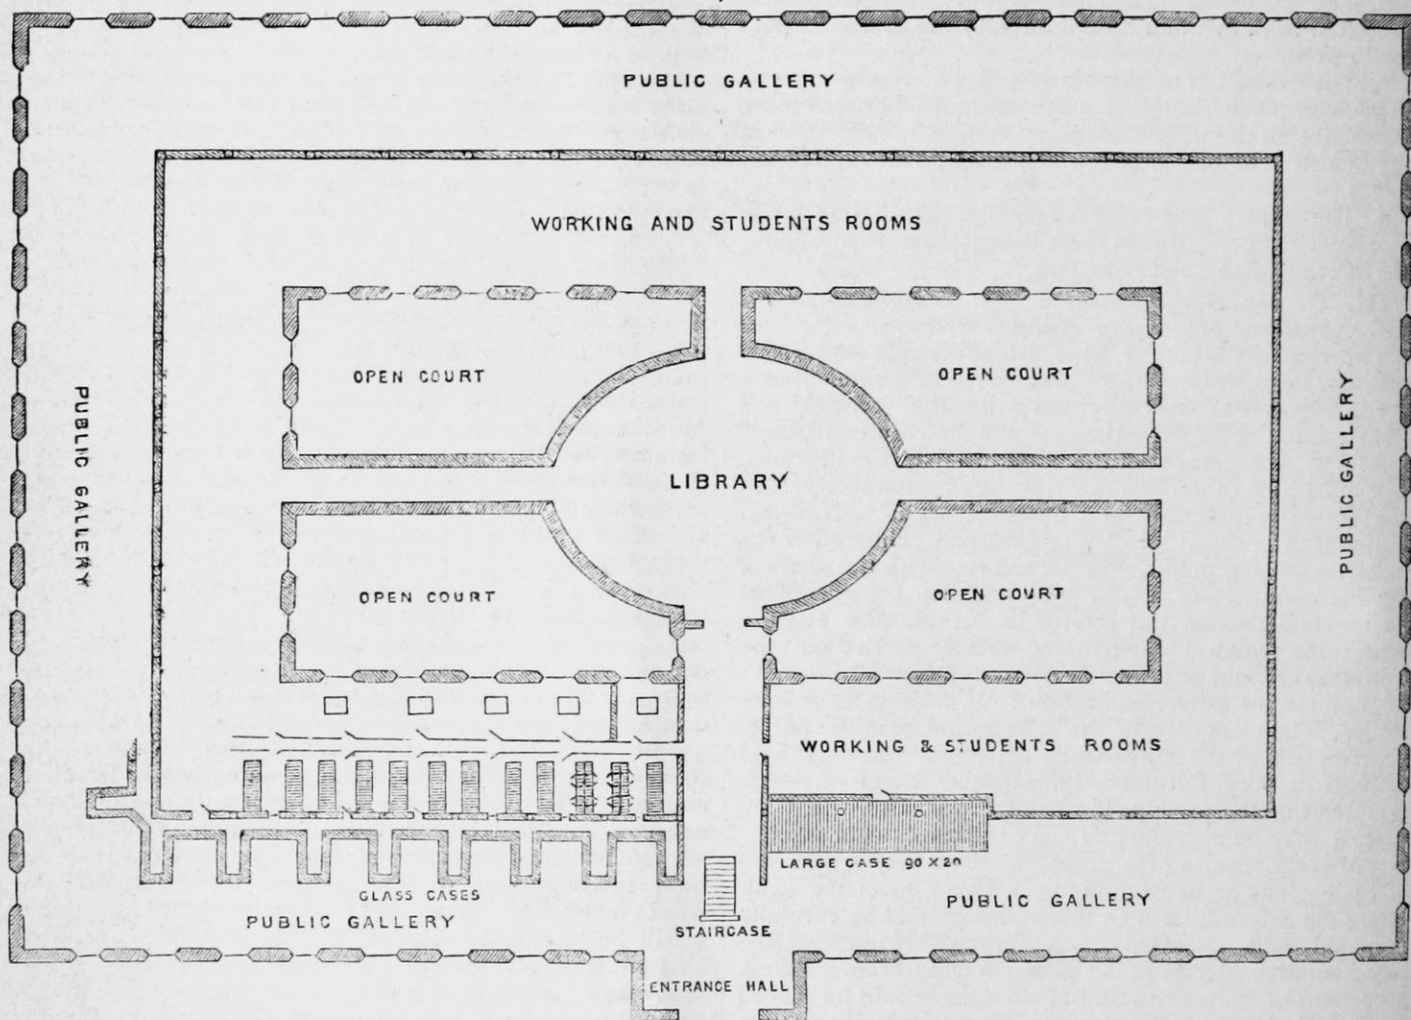 PUBLIC GALLERY
WORKING AND STUDENTS ROOMS
OPEN COURT
OPEN COURT
PUBLIC GALLERY
LIBRARY
PUBLIC GALLERY
OPEN COURT
OPEN COURT
WORKING & STUDENTS ROOMS
LARGE CASE 90 X 20
GLASS CASES
PUBLIC GALLERY
PUBLIC GALLERY
STAIRCASE
ENTRANCE HALL